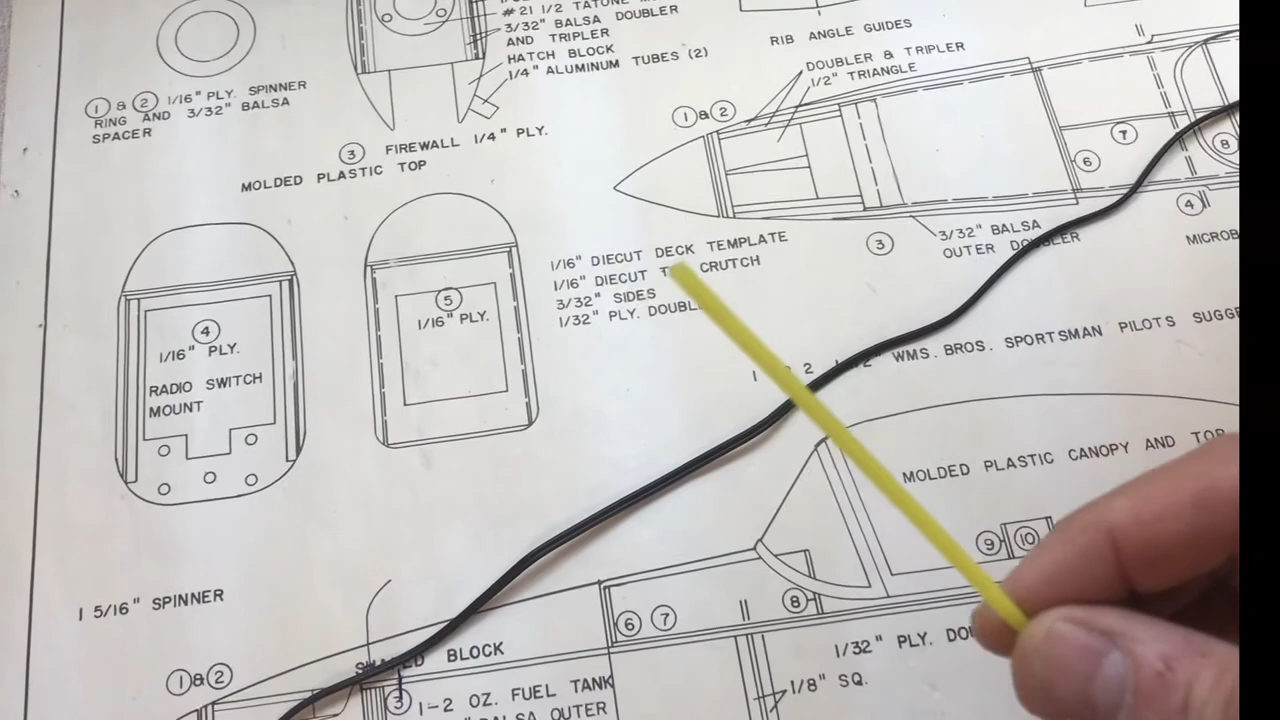 #21 1/2 TATONE
3/32" BALSA DOUBLER
AND TRIPLER
HATCH BLOCK
1/4" ALUMINUM TUBES (2)
1 & 2 1/16" PLY. SPINNER
RING AND 3/32" BALSA
SPACER
3 FIREWALL 1/4" PLY.
MOLDED PLASTIC TOP
RIB ANGLE GUIDES
DOUBLER & TRIPLER
1/2" TRIANGLE
1 & 2
7
6
8
4
3
3/32" BALSA
OUTER DOUBLER
1/16" DIECUT DECK TEMPLATE
1/16" DIECUT CRUTCH
3/32" SIDES
1/32" PLY.
4
1/16" PLY.
RADIO SWITCH
MOUNT
5
1/16" PLY.
WMS. BROS. SPORTSMAN PILOTS
MOLDED PLASTIC CANOPY AND TOP
9
10
1 5/16" SPINNER
1 & 2
6 7
8
BLOCK
3
1-2 OZ. FUEL TANK
BALSA OUTER
1/32" PLY.
1/8" SQ.